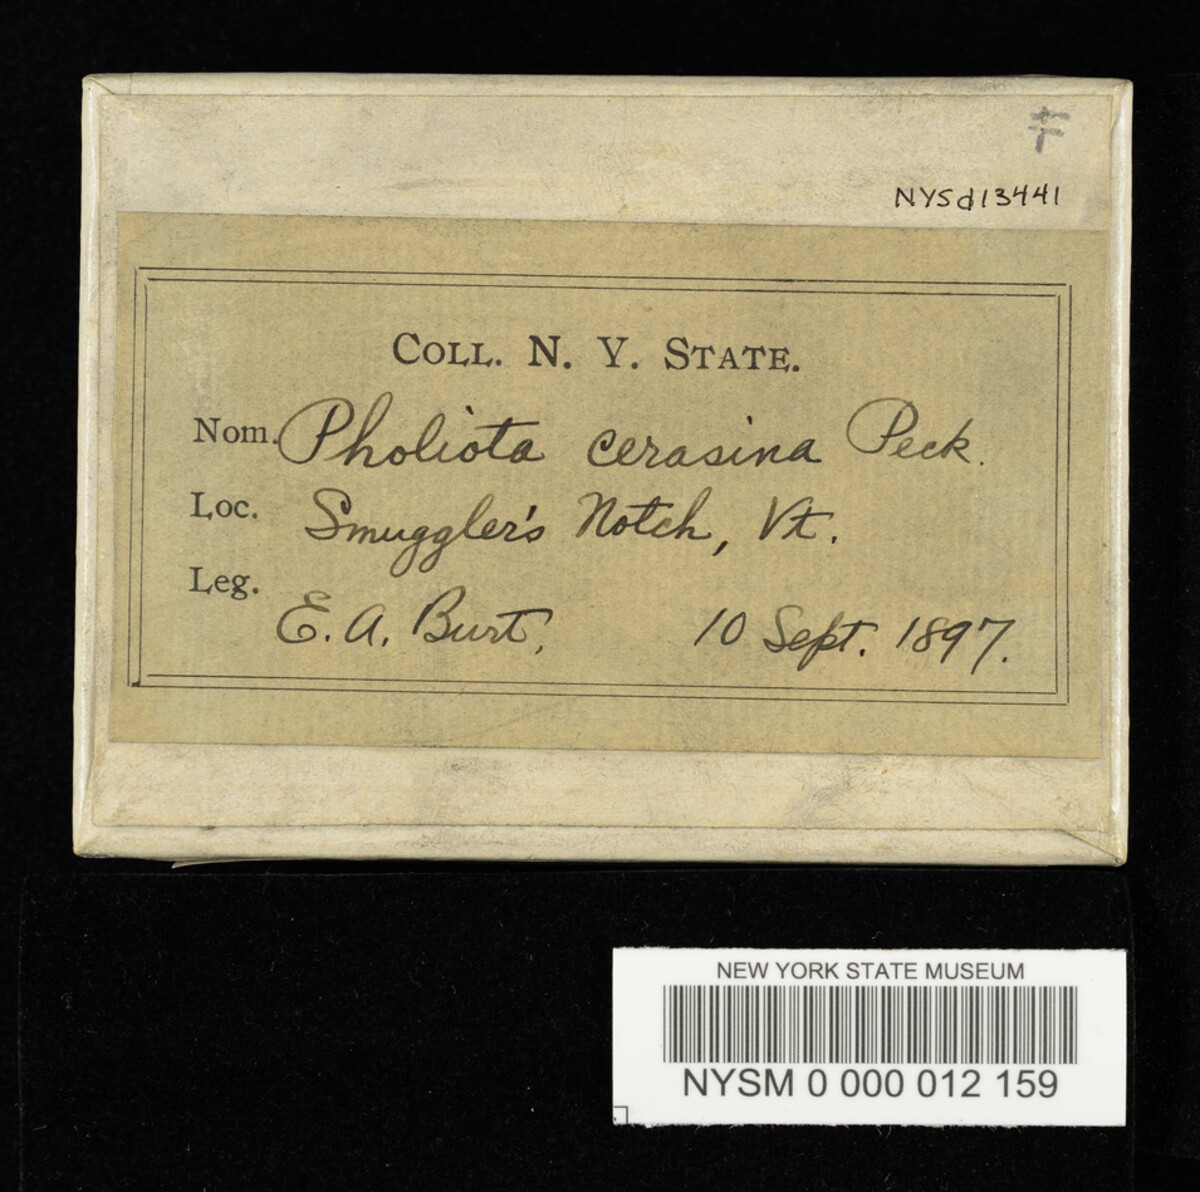 F
NYSd13441
COLL. N. Y. STATE.
Nom. Pholiota cerasina Peck.
Loc. Smuggler's Notch, Vt.
Leg. E. A. Burt, 10 Sept. 1897.
NEW YORK STATE MUSEUM
NYSM 0 000 012 159